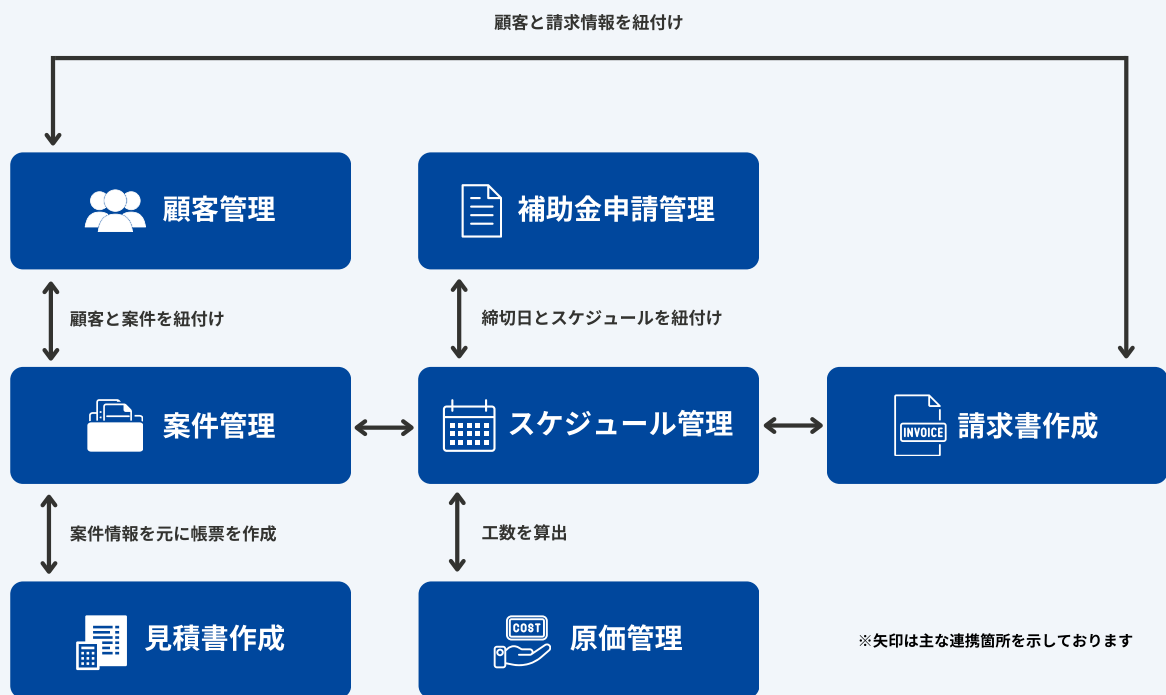 顧客と請求情報を紐付け
顧客管理
補助金申請管理
顧客と案件を紐付け
締切日とスケジュールを紐付け
案件管理
スケジュール管理
INVOICE
請求書作成
案件情報を元に帳票を作成
工数を算出
見積書作成
COST
原価管理
※矢印は主な連携箇所を示しております